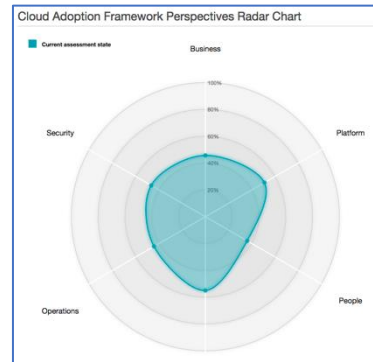 Cloud Adoption Framework Perspectives Radar Chart
Current assessment state
Business
100%
80%
60%
40%
20%
Security
Platform
Operations
People